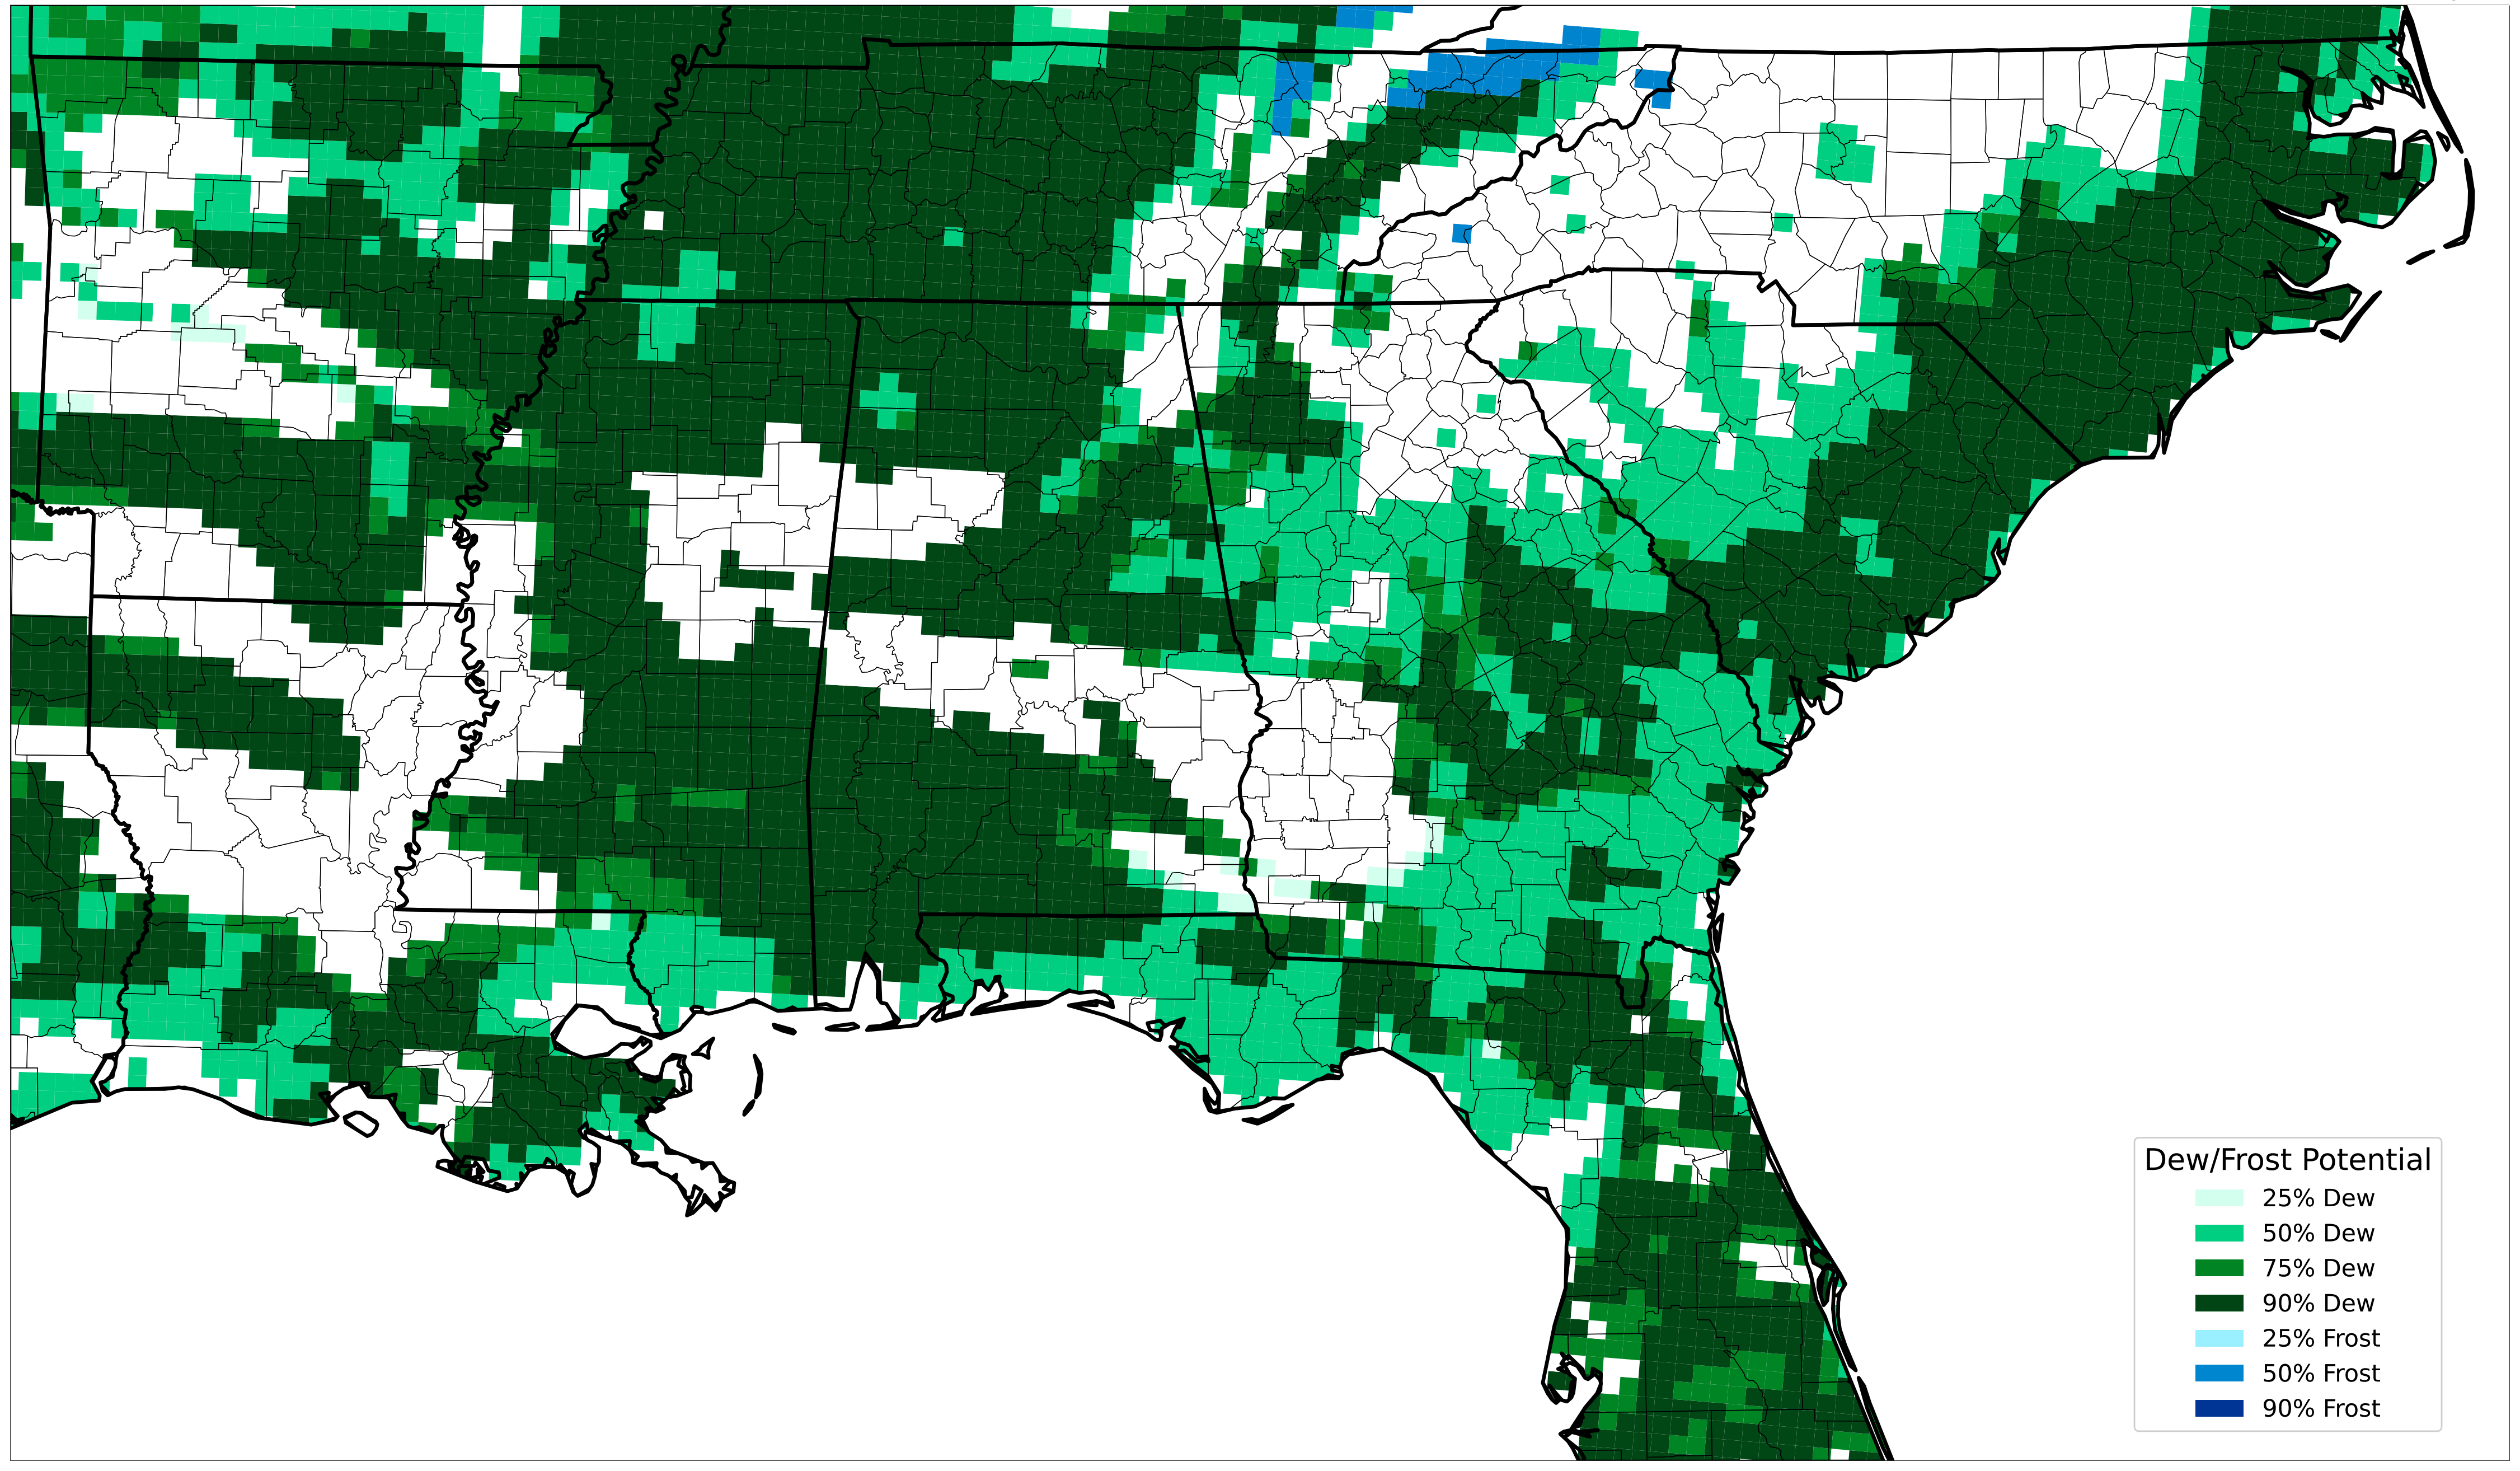 Dew/Frost Potential
25% Dew
50% Dew
75% Dew
90% Dew
25% Frost
50% Frost
90% Frost